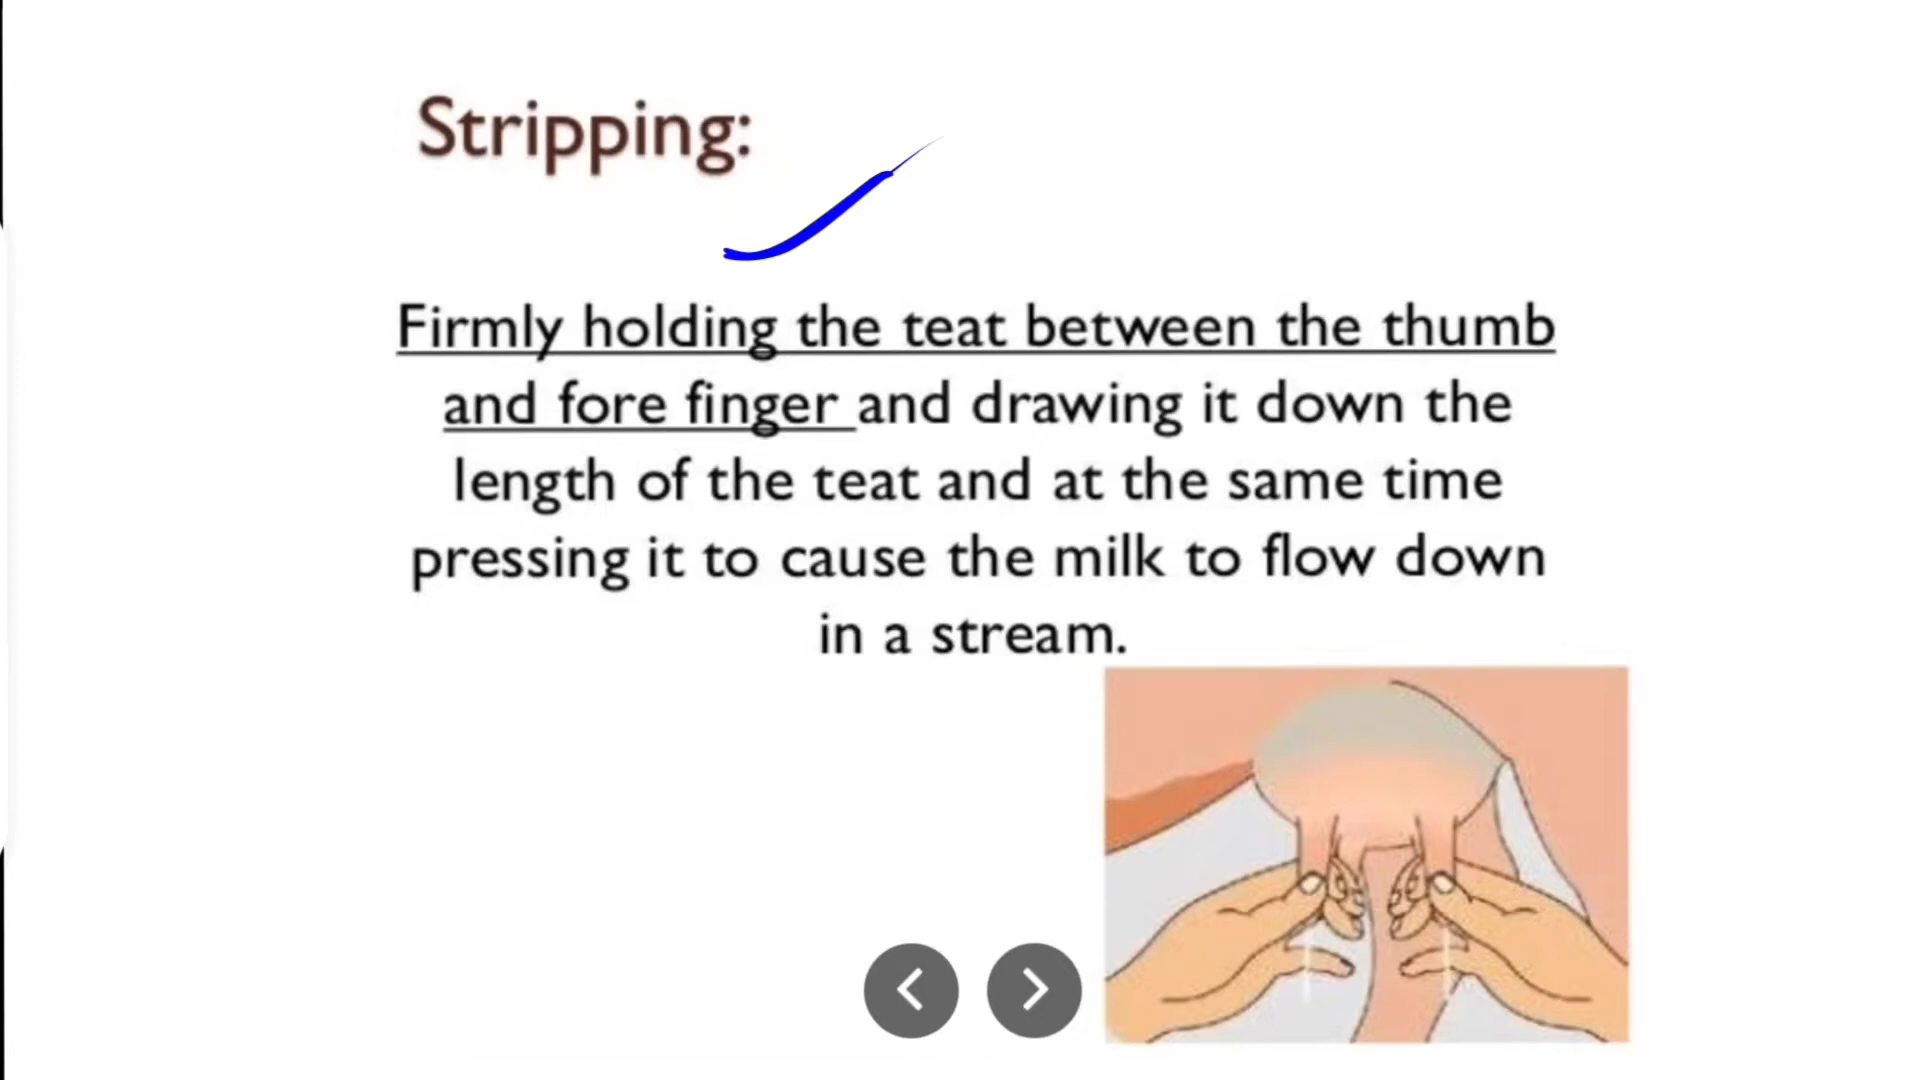 Stripping:
Firmly holding the teat between the thumb
and fore finger and drawing it down the
length of the teat and at the same time
pressing it to cause the milk to flow down
in a stream.